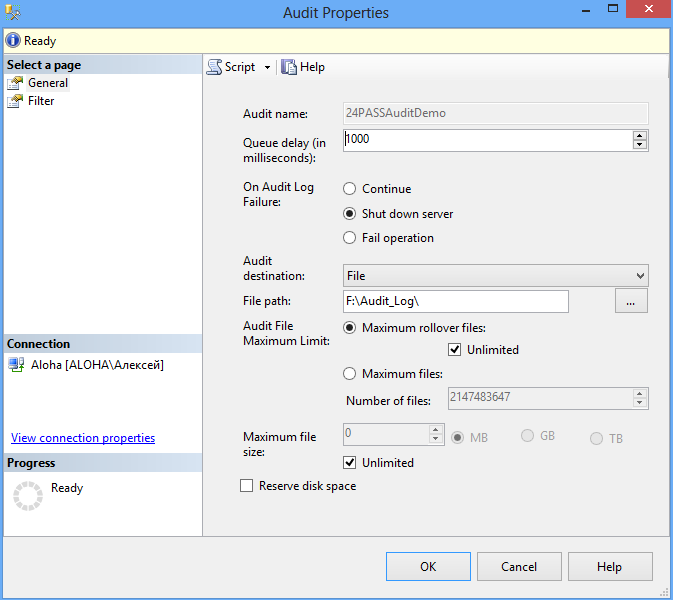 Audit Properties
Ready
Select a page
General
Filter
Script
Help
Audit name:
24PASSAuditDemo
Queue delay (in
milliseconds):
1000
On Audit Log
Failure:
Continue
Shut down server
Fail operation
Audit
destination:
File
File path:
F:\Audit_Log\
...
Audit File
Maximum Limit:
Maximum rollover files:
Unlimited
Maximum files:
Number of files:
2147483647
Maximum file
size:
0
MB
GB
TB
Unlimited
Reserve disk space
Connection
Aloha [ALOHA\Алексей]
View connection properties
Progress
Ready
OK
Cancel
Help